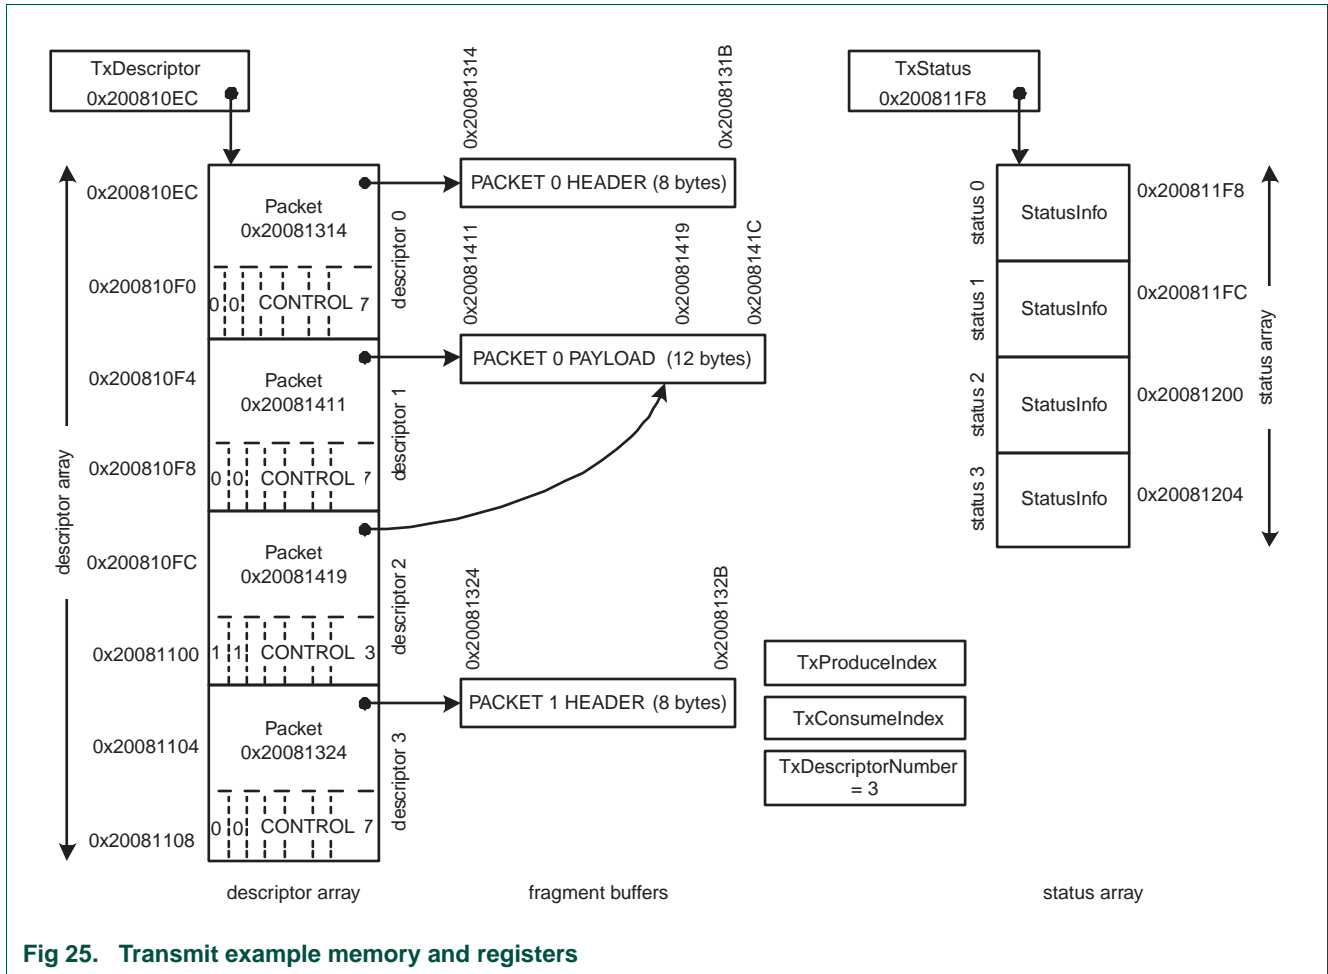 TxDescriptor
0x200810EC
descriptor array
0x200810EC
0x200810F0
0x200810F4
0x200810F8
0x200810FC
0x20081100
0x20081104
0x20081108
Packet
0x20081314
0 0 CONTROL 7
descriptor 0
Packet
0x20081411
0 0 CONTROL 7
descriptor 1
Packet
0x20081419
1 1 CONTROL 3
descriptor 2
Packet
0x20081324
0 0 CONTROL 7
descriptor 3
0x20081314
0x2008131B
PACKET 0 HEADER (8 bytes)
0x20081411
0x20081419
0x2008141C
PACKET 0 PAYLOAD (12 bytes)
0x20081324
0x2008132B
PACKET 1 HEADER (8 bytes)
TxProduceIndex
TxConsumeIndex
TxDescriptorNumber
= 3
TxStatus
0x200811F8
status 0
StatusInfo
0x200811F8
status 1
StatusInfo
0x200811FC
status 2
StatusInfo
0x20081200
status 3
StatusInfo
0x20081204
status array
descriptor array
fragment buffers
status array
Fig 25. Transmit example memory and registers